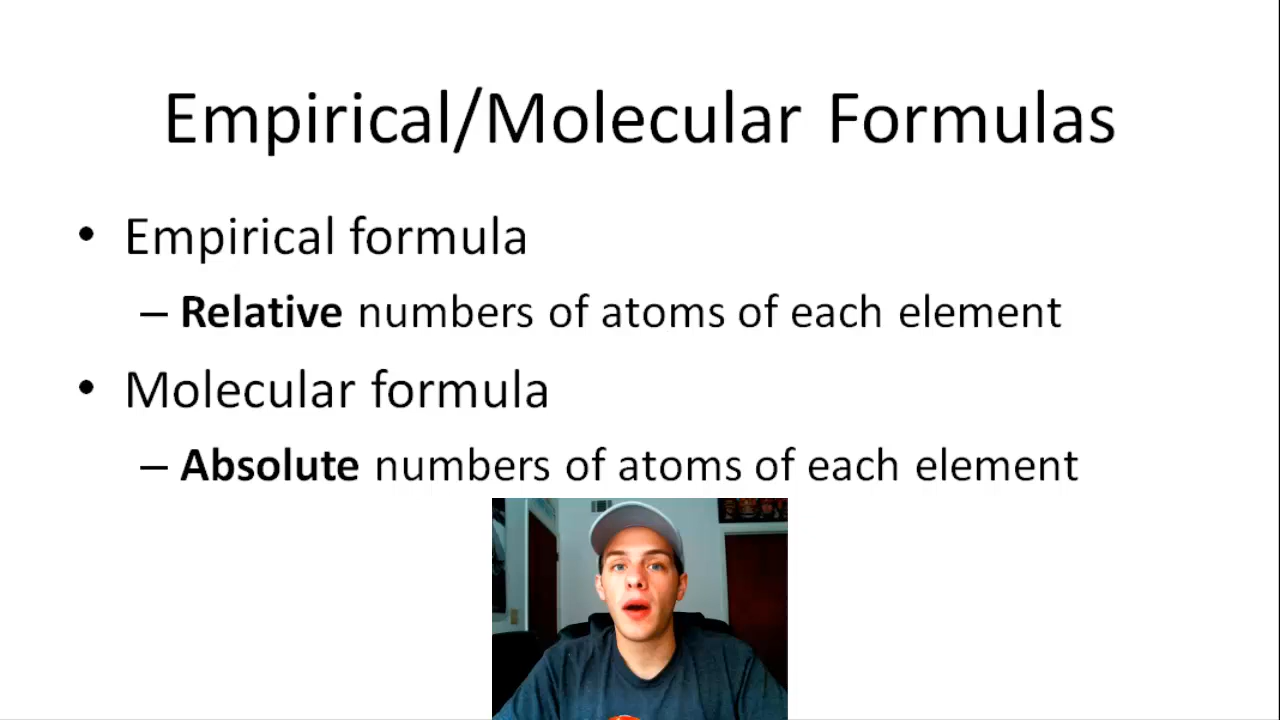 Empirical/Molecular Formulas
• Empirical formula
– Relative numbers of atoms of each element
• Molecular formula
– Absolute numbers of atoms of each element